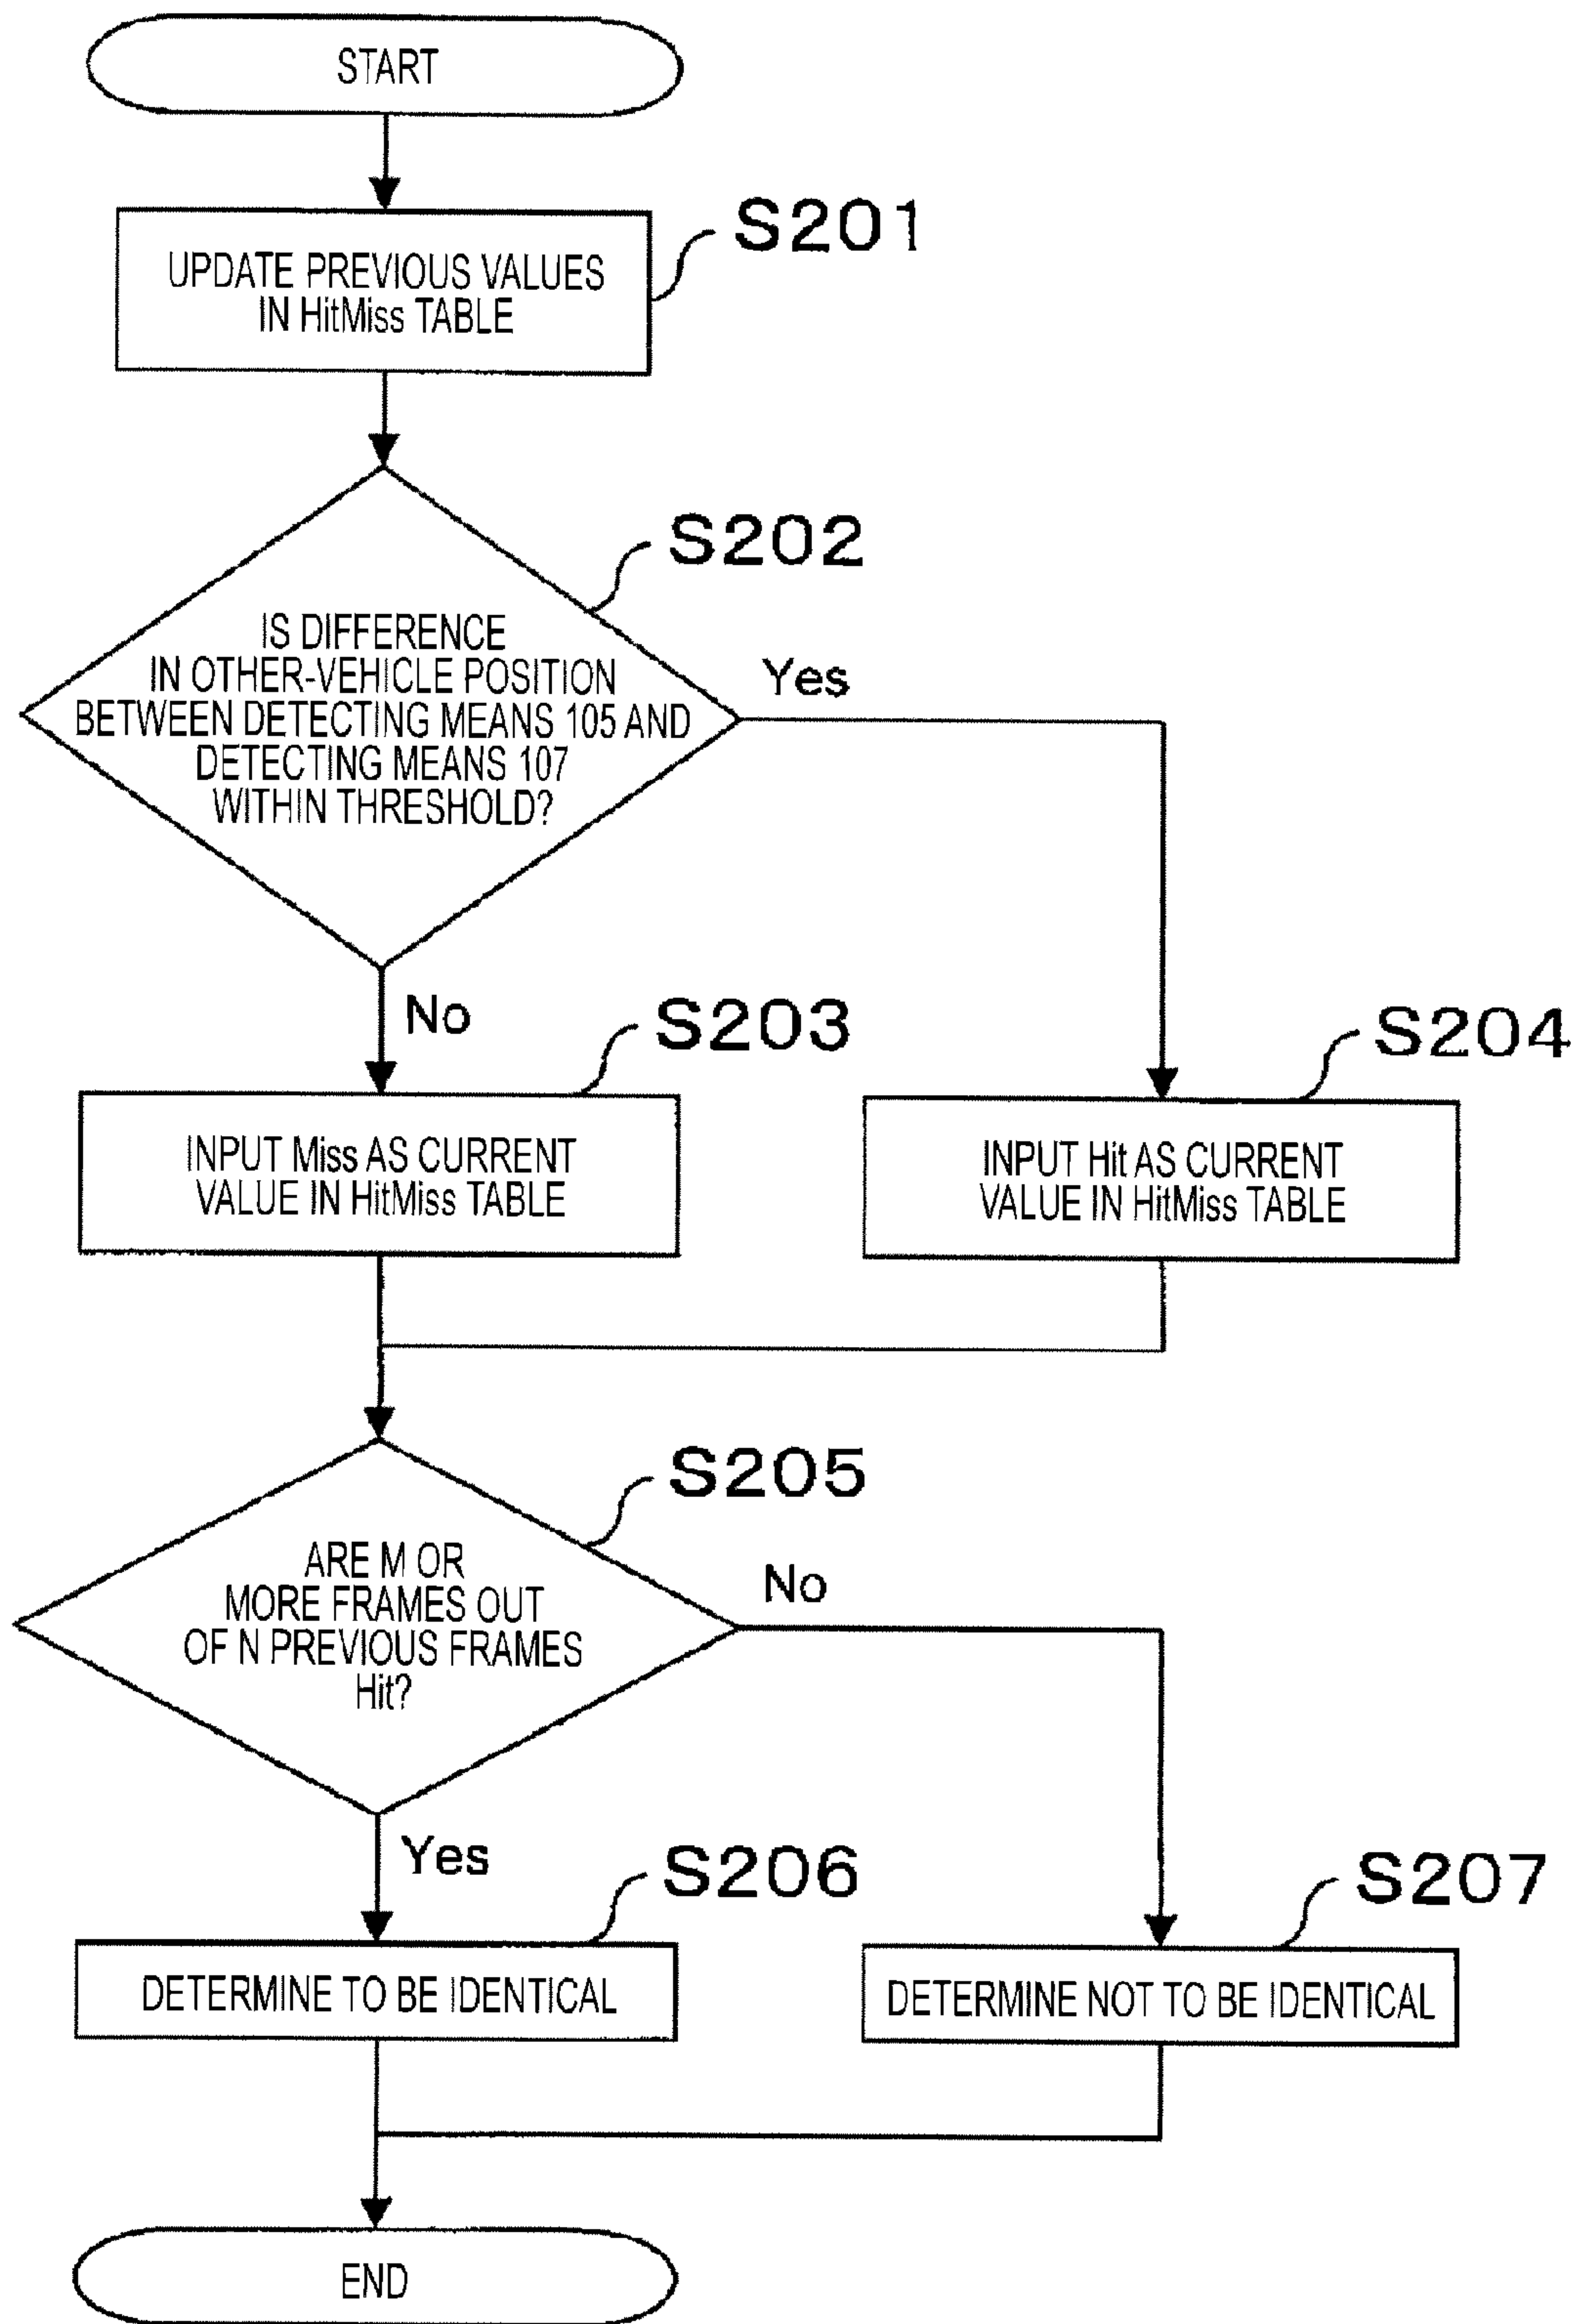 START
S201
UPDATE PREVIOUS VALUES
IN HitMiss TABLE
S202
IS DIFFERENCE
IN OTHER-VEHICLE POSITION
BETWEEN DETECTING MEANS 105 AND
DETECTING MEANS 107
WITHIN THRESHOLD?
Yes
No
S203
S204
INPUT Miss AS CURRENT
VALUE IN HitMiss TABLE
INPUT Hit AS CURRENT
VALUE IN HitMiss TABLE
S205
ARE M OR
MORE FRAMES OUT
OF N PREVIOUS FRAMES
Hit?
No
Yes
S206
S207
DETERMINE TO BE IDENTICAL
DETERMINE NOT TO BE IDENTICAL
END